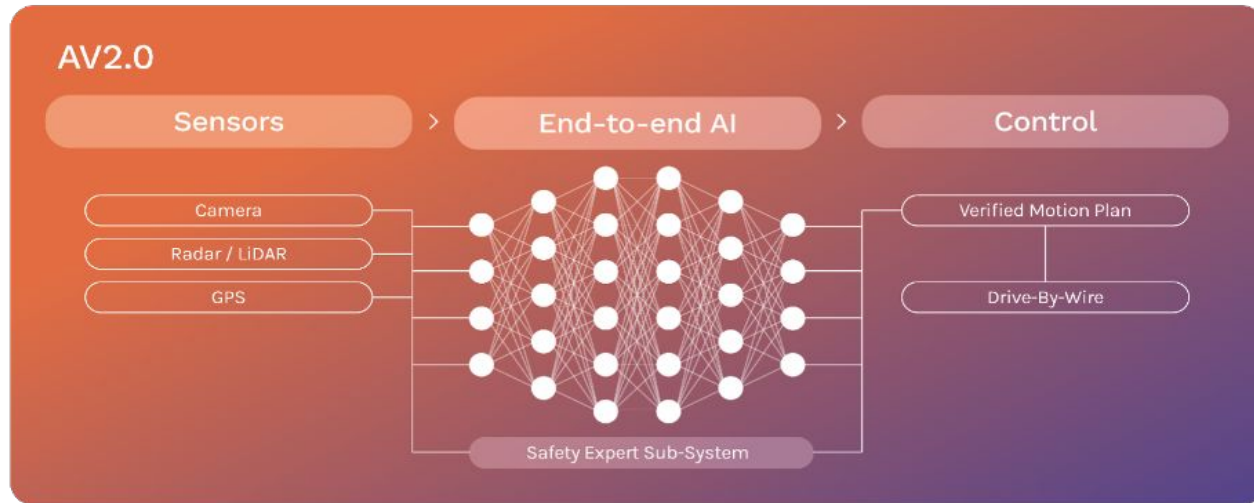 AV2.0
Sensors > End-to-end AI > Control
Camera
Radar / LiDAR
GPS
Verified Motion Plan
Drive-By-Wire
Safety Expert Sub-System